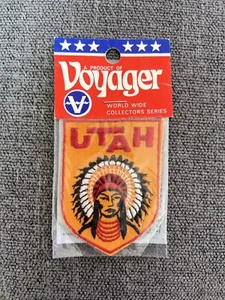 A PRODUCT OF
Voyager
WORLD WIDE
COLLECTORS SERIES
UTAH